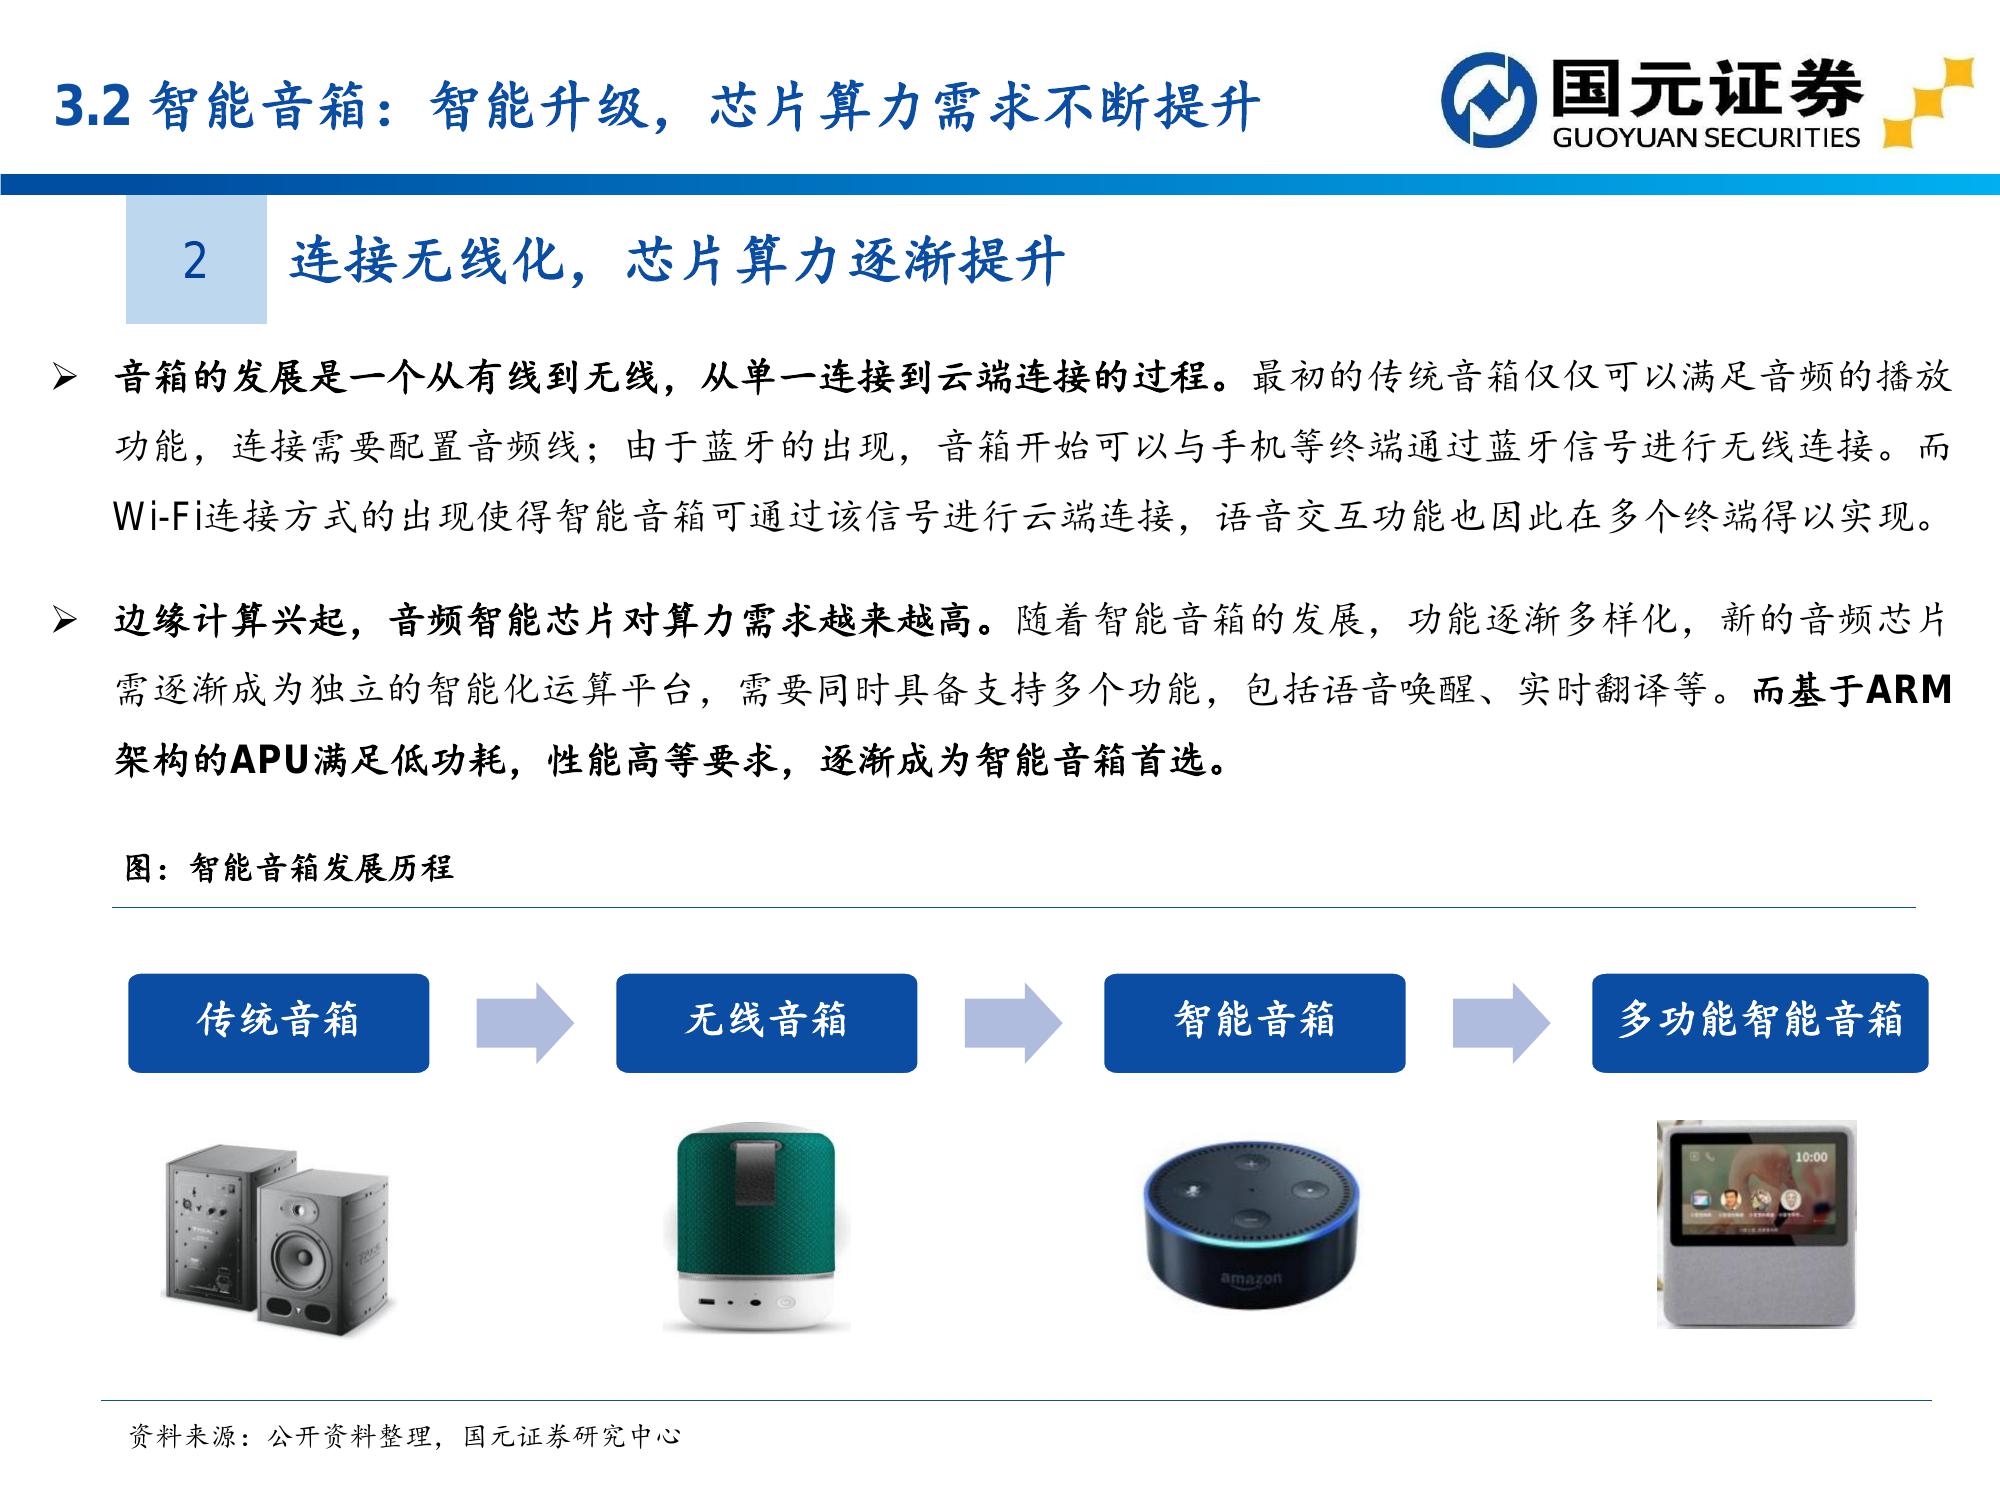 3.2 智能音箱：智能升级，芯片算力需求不断提升
国元证券
GUOYUAN SECURITIES
2
连接无线化，芯片算力逐渐提升
➢ 音箱的发展是一个从有线到无线，从单一连接到云端连接的过程。最初的传统音箱仅仅可以满足音频的播放
功能，连接需要配置音频线；由于蓝牙的出现，音箱开始可以与手机等终端通过蓝牙信号进行无线连接。而
Wi-Fi连接方式的出现使得智能音箱可通过该信号进行云端连接，语音交互功能也因此在多个终端得以实现。
➢ 边缘计算兴起，音频智能芯片对算力需求越来越高。随着智能音箱的发展，功能逐渐多样化，新的音频芯片
需逐渐成为独立的智能化运算平台，需要同时具备支持多个功能，包括语音唤醒、实时翻译等。而基于ARM
架构的APU满足低功耗，性能高等要求，逐渐成为智能音箱首选。
图：智能音箱发展历程
传统音箱
无线音箱
智能音箱
多功能智能音箱
amazon
10:00
资料来源：公开资料整理，国元证券研究中心